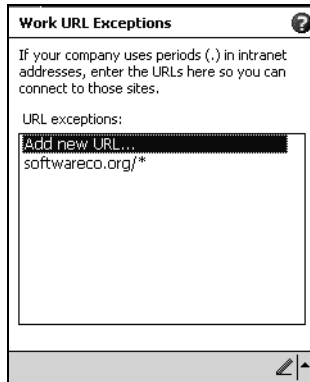 Work URL Exceptions ?
If your company uses periods (.) in intranet
addresses, enter the URLs here so you can
connect to those sites.
URL exceptions:
Add new URL...
softwareco.org/*